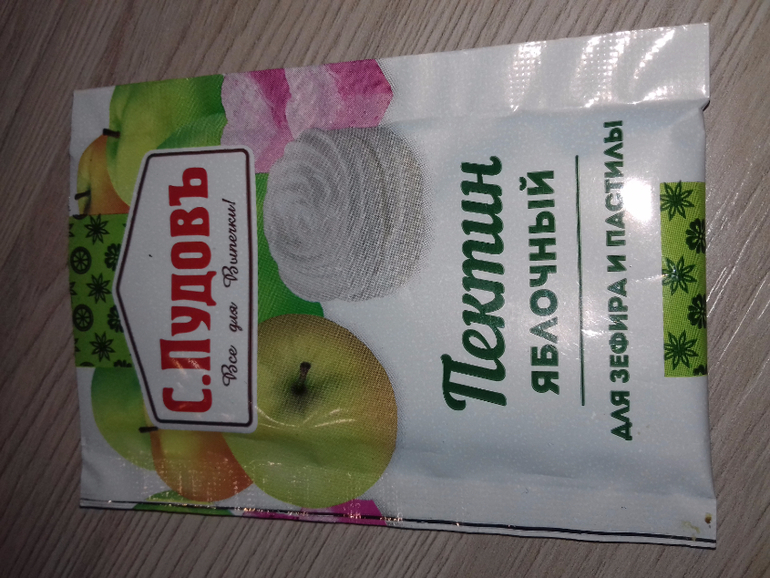 С.Пудовъ
Все для Выпечки!
Пектин
ЯБЛОЧНЫЙ
ДЛЯ ЗЕФИРА И ПАСТИЛЫ